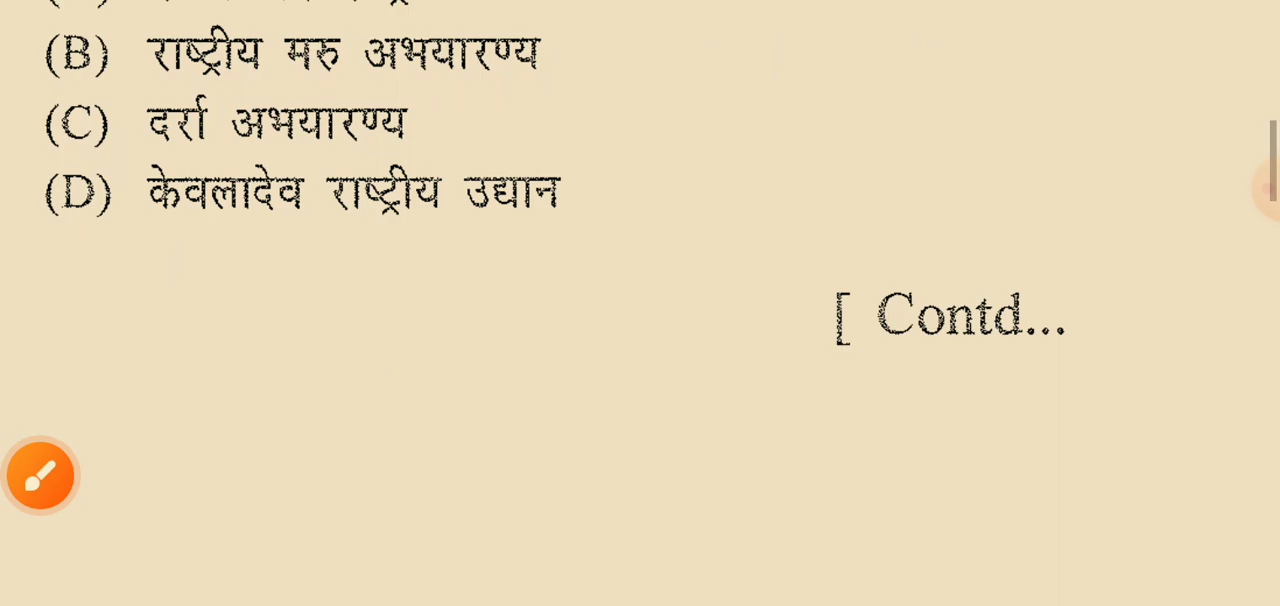 (B) राष्ट्रीय मरु अभयारण्य
(C) दर्रा अभयारण्य
(D) केवलादेव राष्ट्रीय उद्यान
[ Contd...